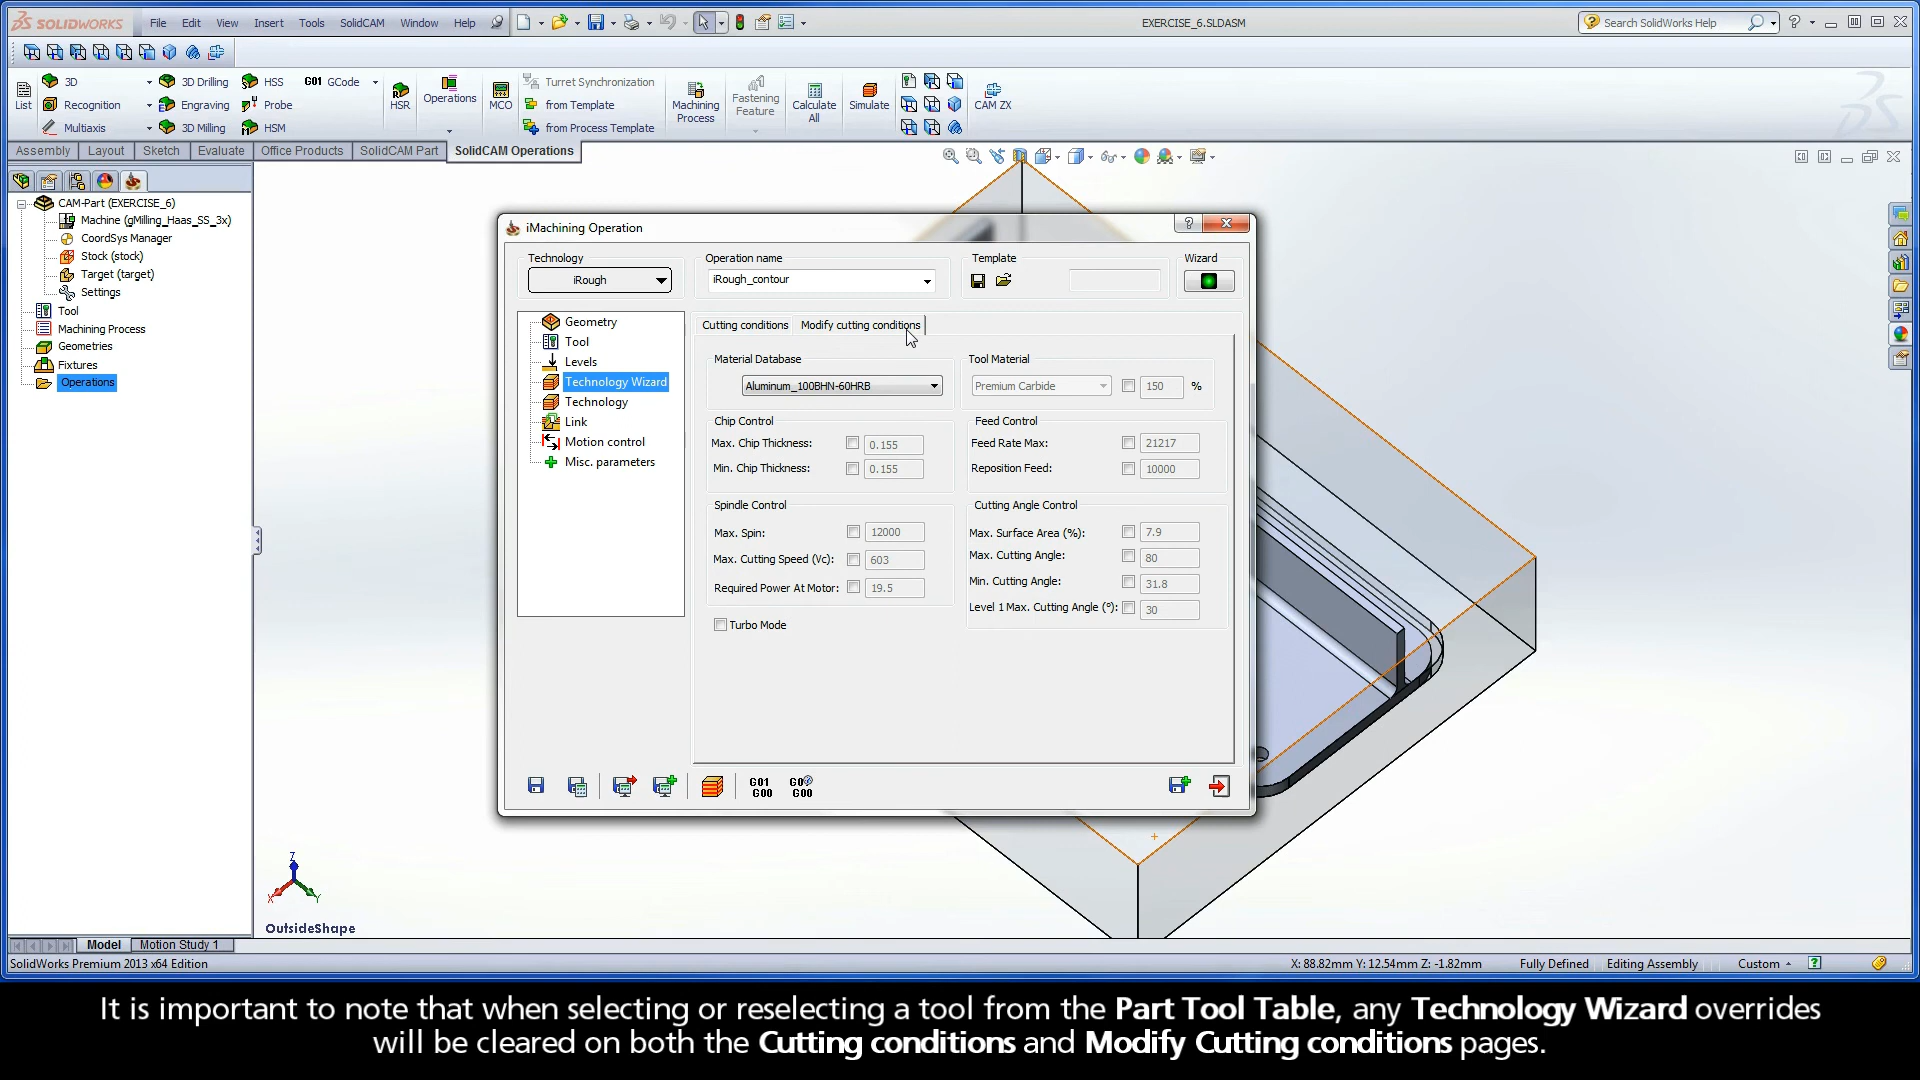 SOLIDWORKS File Edit View Insert Tools SolidCAM Window Help EXERCISE_6.SLDASM Search SolidWorks Help
3D 3D Drilling HSS G01 GCode
List Recognition Engraving Probe HSR Operations MCO
Multiaxis 3D Milling HSM
Turret Synchronization
from Template
from Process Template
Machining Process
Fastening Feature
Calculate All
Simulate
CAM ZX
Assembly Layout Sketch Evaluate Office Products SolidCAM Part SolidCAM Operations
CAM-Part (EXERCISE_6)
Machine (gMilling_Haas_SS_3x)
CoordSys Manager
Stock (stock)
Target (target)
Settings
Tool
Machining Process
Geometries
Fixtures
Operations
iMachining Operation
Technology Operation name Template Wizard
iRough iRough_contour
Geometry
Tool
Levels
Technology Wizard
Technology
Link
Motion control
Misc. parameters
Cutting conditions Modify cutting conditions
Material Database
Aluminum_100BHN-60HRB
Tool Material
Premium Carbide 150 %
Chip Control
Max. Chip Thickness: 0.155
Min. Chip Thickness: 0.155
Feed Control
Feed Rate Max: 21217
Reposition Feed: 10000
Spindle Control
Max. Spin: 12000
Max. Cutting Speed (Vc): 603
Required Power At Motor: 19.5
Turbo Mode
Cutting Angle Control
Max. Surface Area (%): 7.9
Max. Cutting Angle: 80
Min. Cutting Angle: 31.8
Level 1 Max. Cutting Angle (°): 30
G01 G00
G00
Z
X
Y
OutsideShape
Model Motion Study 1
SolidWorks Premium 2013 x64 Edition X: 88.82mm Y: 12.54mm Z: -1.82mm Fully Defined Editing Assembly Custom
It is important to note that when selecting or reselecting a tool from the Part Tool Table, any Technology Wizard overrides
will be cleared on both the Cutting conditions and Modify Cutting conditions pages.